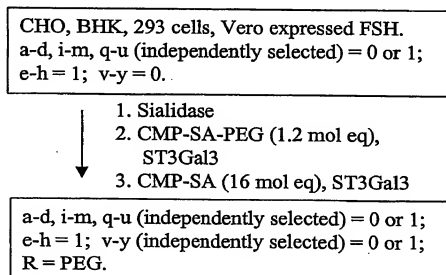 CHO, BHK, 293 cells, Vero expressed FSH.
a-d, i-m, q-u (independently selected) = 0 or 1;
e-h = 1; v-y = 0.
1. Sialidase
2. CMP-SA-PEG (1.2 mol eq),
ST3Gal3
3. CMP-SA (16 mol eq), ST3Gal3
a-d, i-m, q-u (independently selected) = 0 or 1;
e-h = 1; v-y (independently selected) = 0 or 1;
R = PEG.